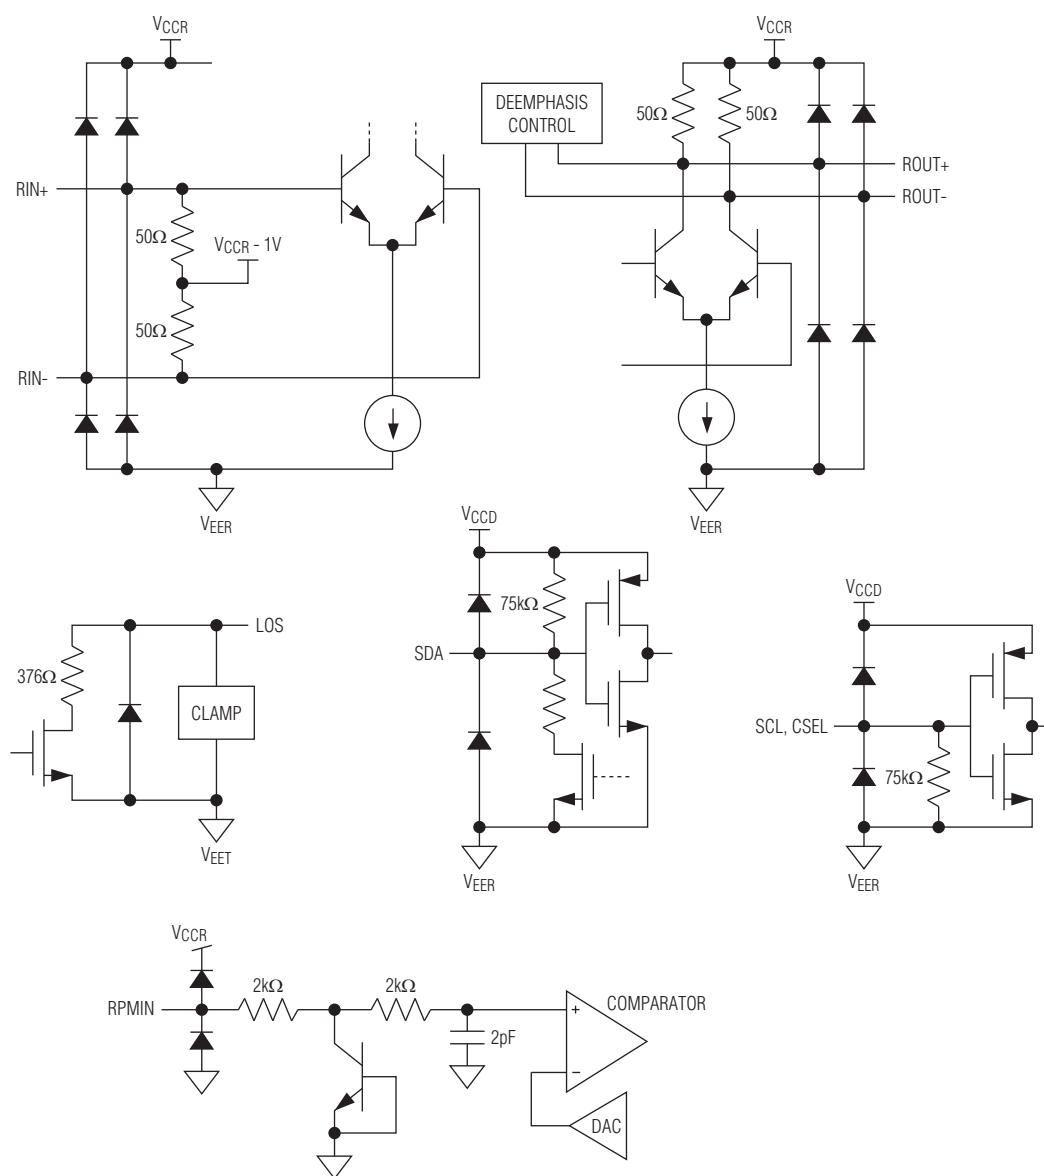 VCCR
RIN+
50Ω
VCCR - 1V
50Ω
RIN-
VEER
VCCR
DEEMPHASIS
CONTROL
50Ω
50Ω
ROUT+
ROUT-
VEER
LOS
376Ω
CLAMP
VEET
VCCD
75kΩ
SDA
VEER
VCCD
SCL, CSEL
75kΩ
VEER
VCCR
RPMIN
2kΩ
2kΩ
2pF
+
COMPARATOR
−
DAC